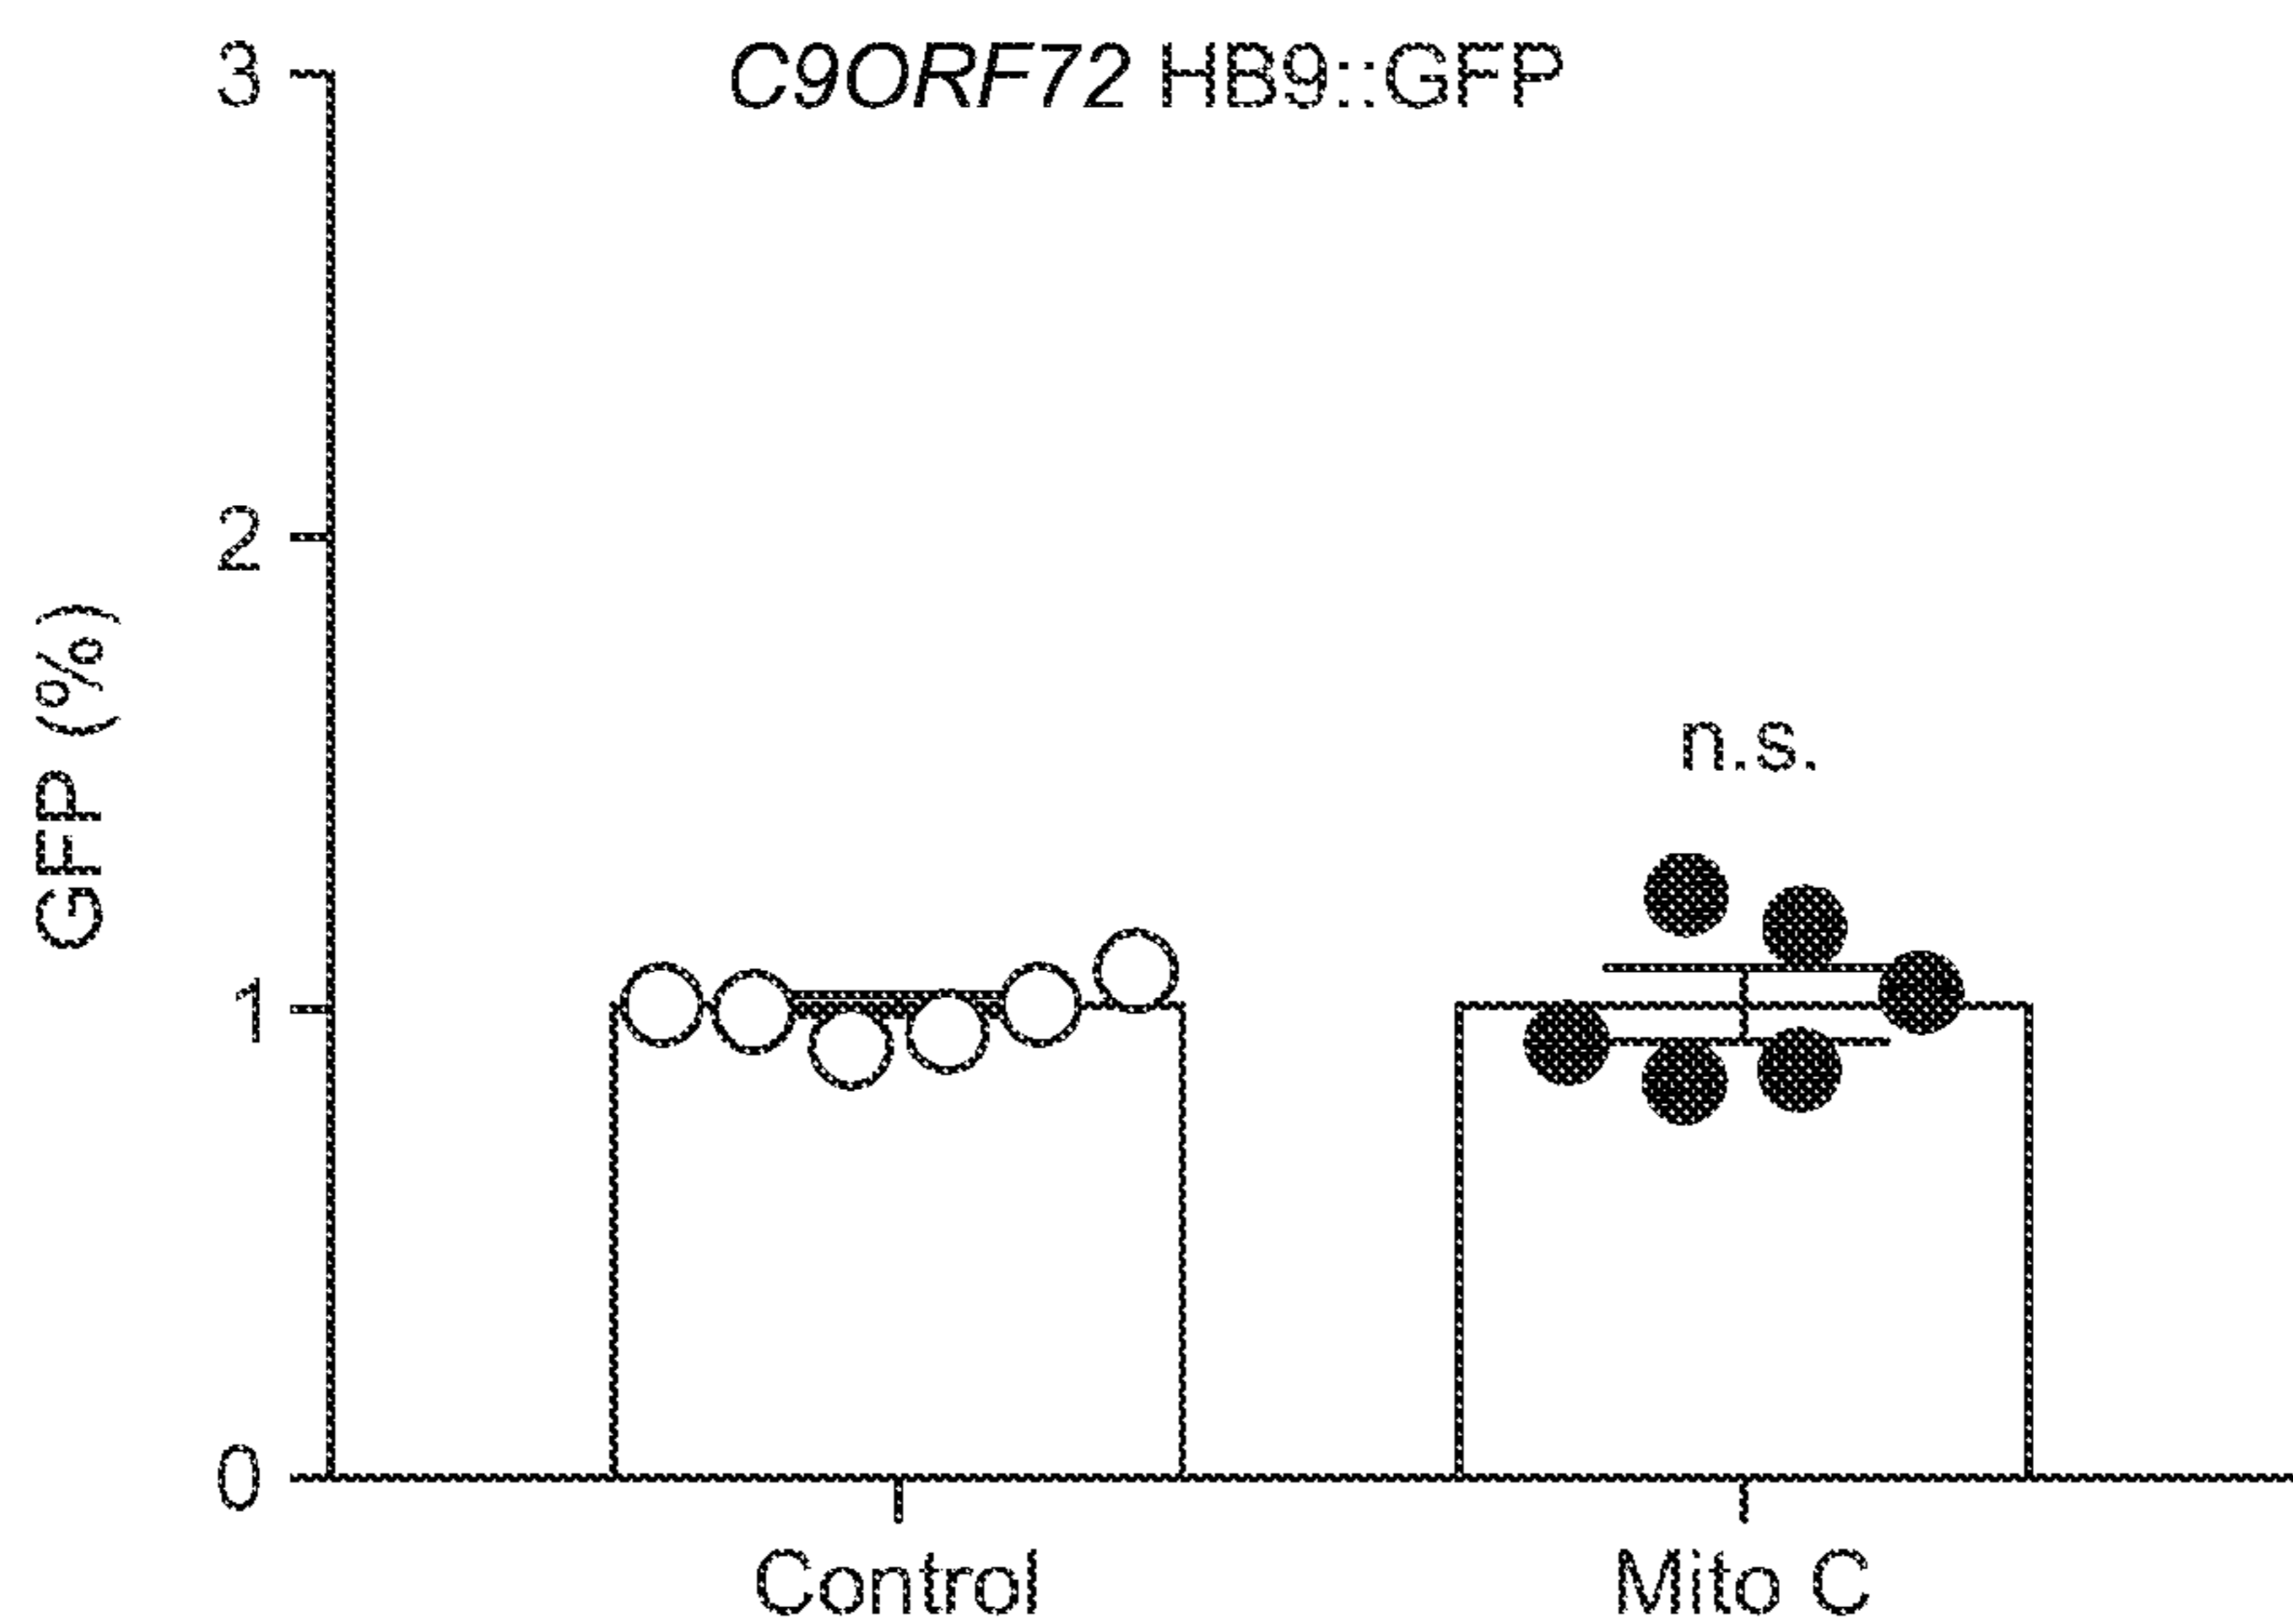 C9ORF72 HB9::GFP
3
2
1
0
GFP (%)
n.s.
Control
Mito C